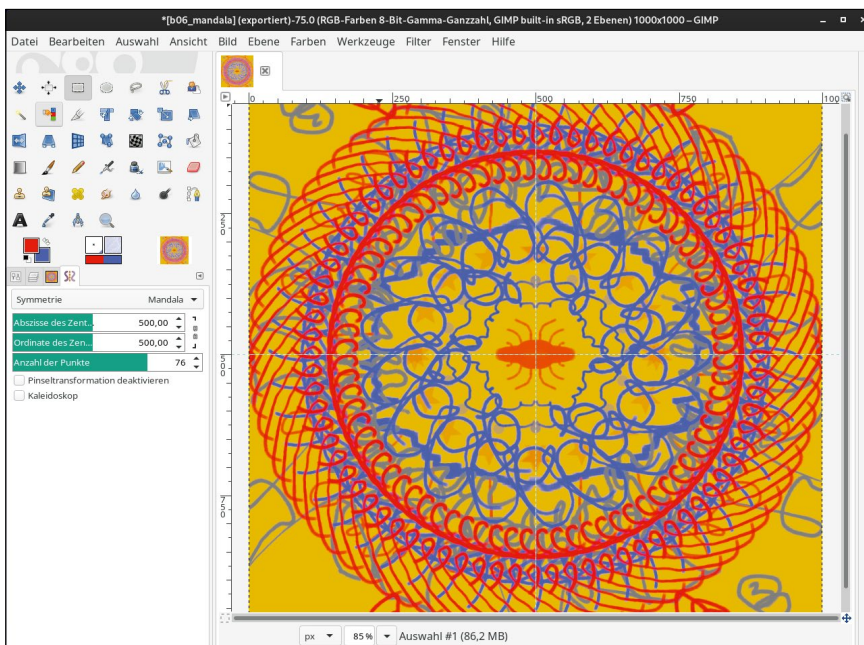 *[b06_mandala] (exportiert)-75.0 (RGB-Farben 8-Bit-Gamma-Ganzzahl, GIMP built-in sRGB, 2 Ebenen) 1000x1000 – GIMP
Datei Bearbeiten Auswahl Ansicht Bild Ebene Farben Werkzeuge Filter Fenster Hilfe
0 250 500 750 100
250
500
750
Symmetrie Mandala
Abszisse des Zent... 500,00
Ordinate des Zen... 500,00
Anzahl der Punkte 76
Pinseltransformation deaktivieren
Kaleidoskop
px 85 % Auswahl #1 (86,2 MB)